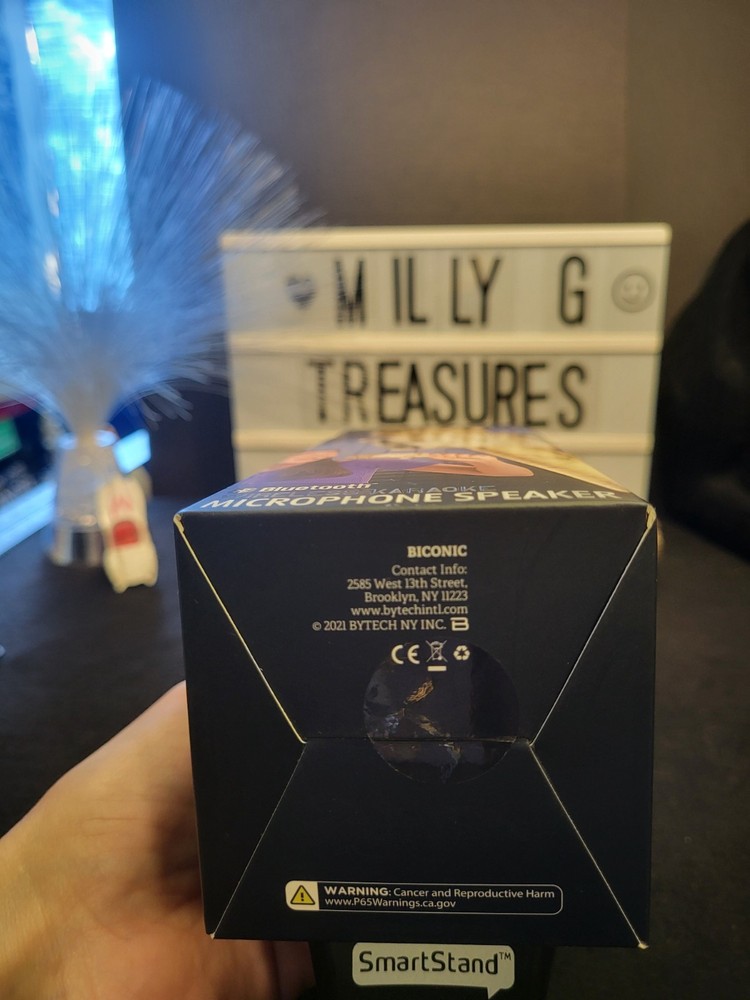 MILLY G
TREASURES
Bluetooth
KARAOKE
MICROPHONE SPEAKER
BICONIC
Contact Info:
2585 West 13th Street,
Brooklyn, NY 11223
www.bytechintl.com
© 2021 BYTECH NY INC. B
CE
WARNING: Cancer and Reproductive Harm
www.P65Warnings.ca.gov
SmartStand™